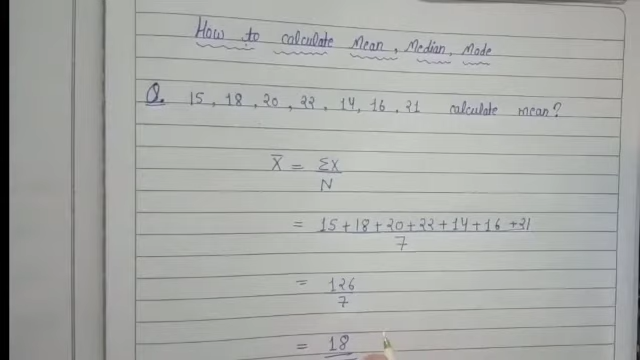 How to calculate Mean, Median, Mode
Q. 15, 18, 20, 22, 14, 16, 21 calculate mean?
X̄ = ΣX
N
= 15+18+20+22+14+16+21
7
= 126
7
= 18